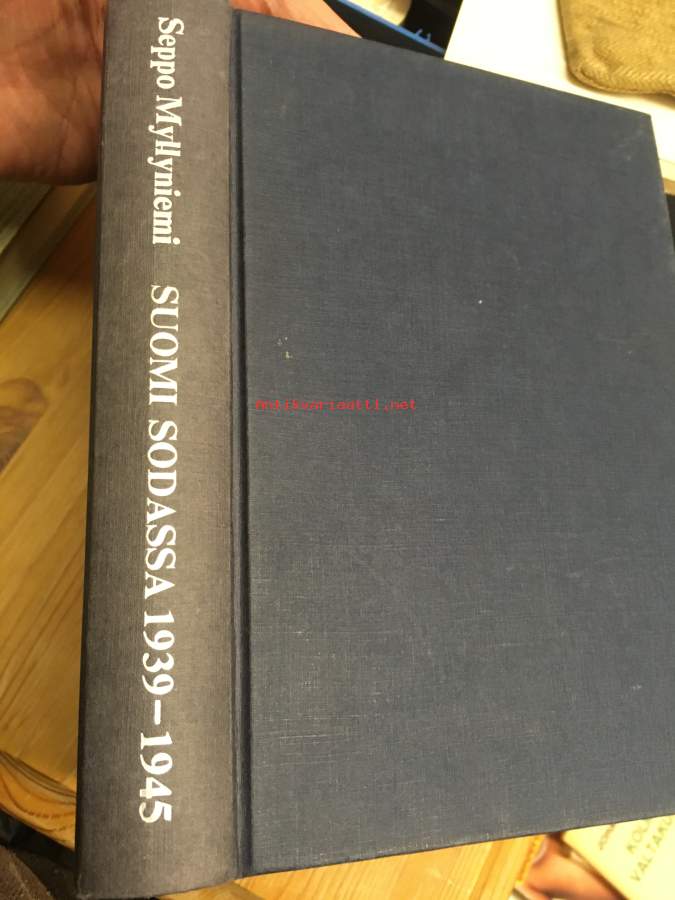 Seppo Myllyniemi SUOMI SODASSA 1939–1945
Antikvariaatti.net